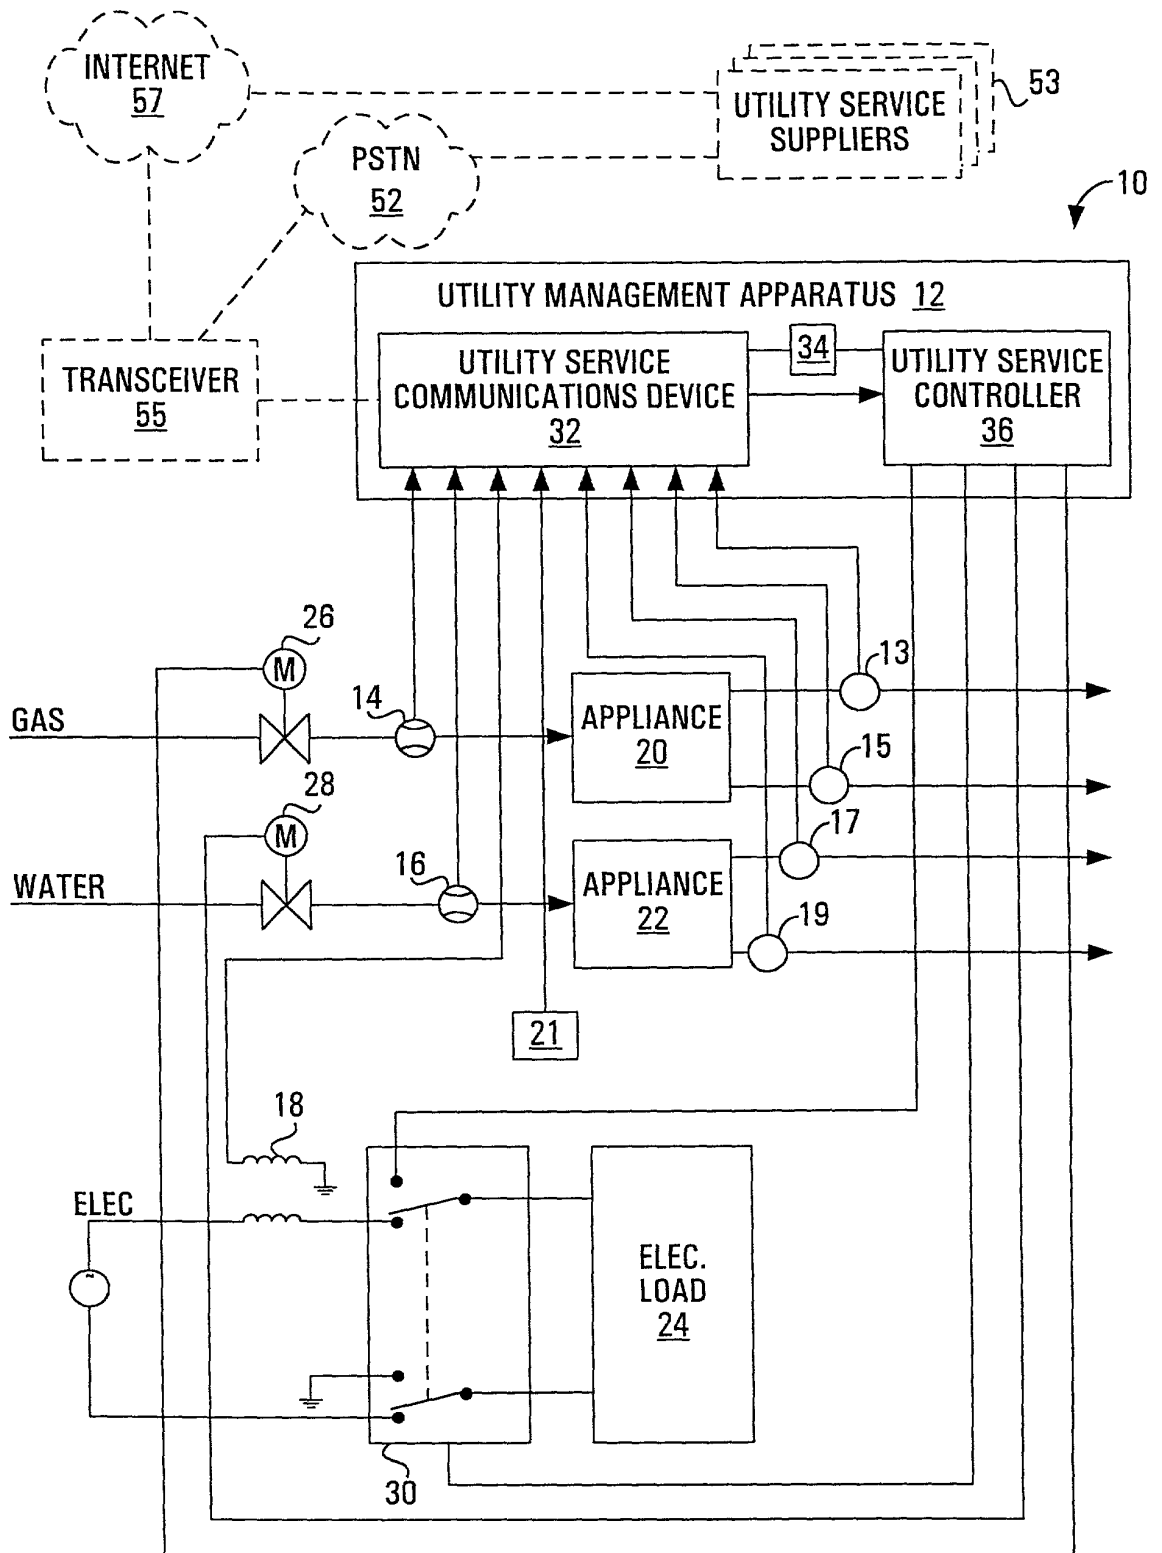 INTERNET
57
UTILITY SERVICE
SUPPLIERS
53
PSTN
52
10
UTILITY MANAGEMENT APPARATUS 12
UTILITY SERVICE
COMMUNICATIONS DEVICE
32
34
UTILITY SERVICE
CONTROLLER
36
TRANSCEIVER
55
26
M
GAS
14
APPLIANCE
20
13
15
28
M
WATER
16
APPLIANCE
22
17
19
21
18
ELEC
~
ELEC.
LOAD
24
30